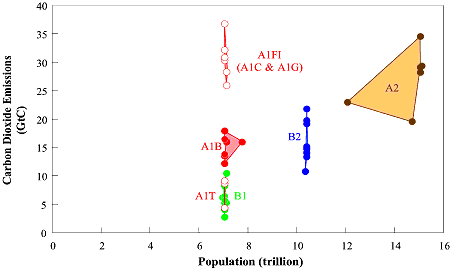 40
35
30
25
20
15
10
5
0
Carbon Dioxide Emissions
(GtC)
A1FI
(A1C & A1G)
A2
A1B
B2
A1T
B1
0 2 4 6 8 10 12 14 16
Population (trillion)